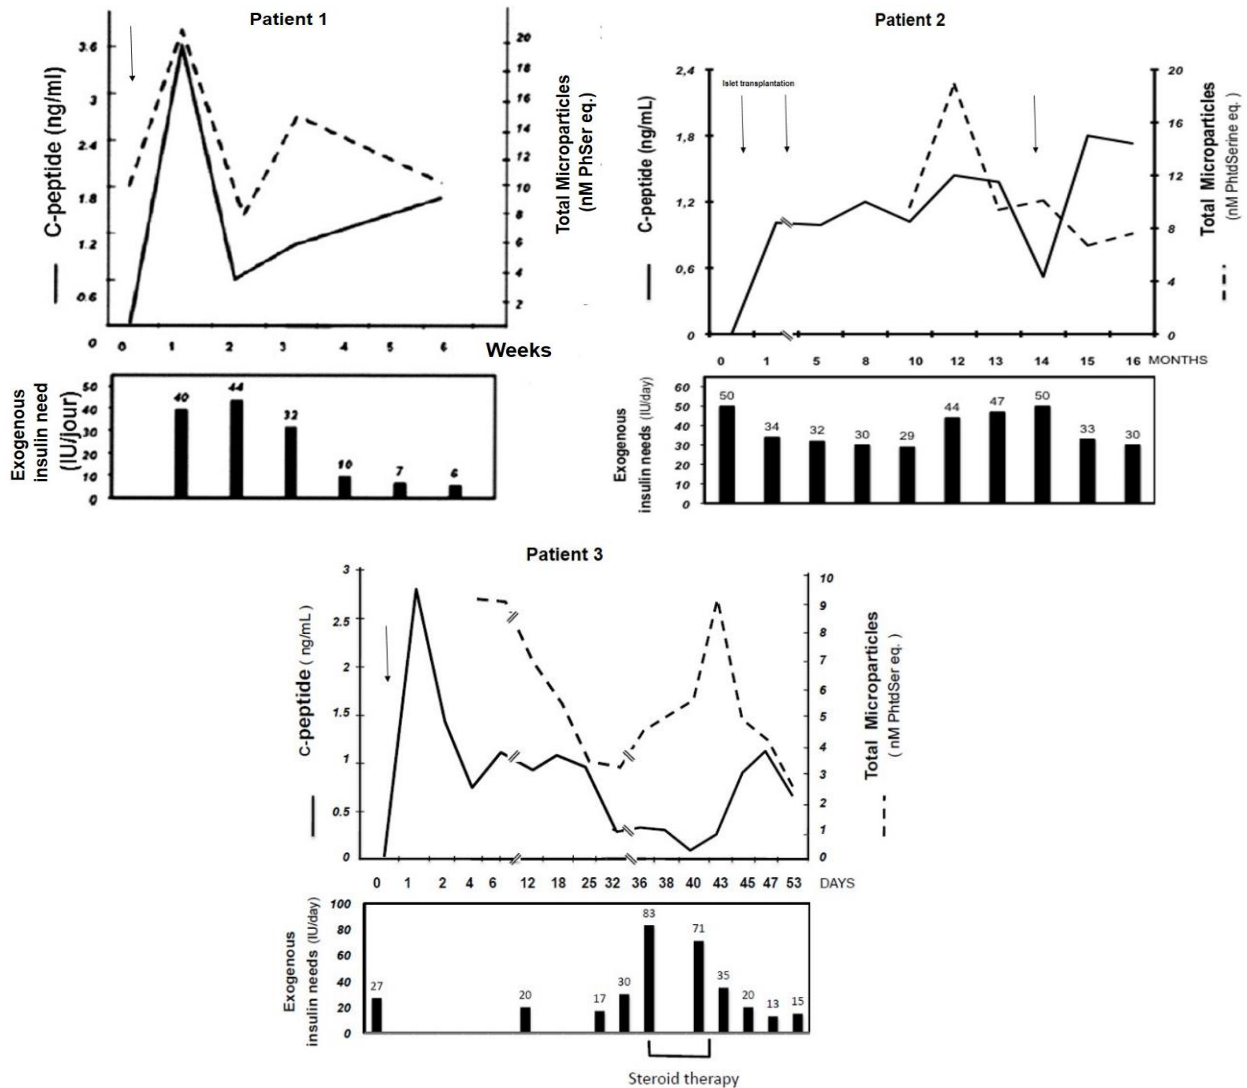 Patient 1
C-peptide (ng/ml)
3.6
3
2.4
1.8
1.2
0.6
0
20
18
16
14
12
10
8
6
4
2
Total Microparticles
(nM PhSer eq.)
0 1 2 3 4 5 6 Weeks
Exogenous
insulin need
(IU/jour)
50
40
30
20
10
0
40 44 32 10 7 6
Patient 2
Islet transplantation
C-peptide (ng/mL)
2,4
1,8
1,2
0,6
0
20
16
12
8
4
0
Total Microparticles
(nM PhtdSerine eq.)
0 1 5 8 10 12 13 14 15 16 MONTHS
Exogenous
insulin needs (IU/day)
60
50
40
30
20
10
0
50 34 32 30 29 44 47 50 33 30
Patient 3
C-peptide ( ng/mL )
3
2.5
2
1.5
1
0.5
0
10
9
8
7
6
5
4
3
2
1
0
Total Microparticles
( nM PhtdSer eq. )
0 1 2 4 6 12 18 25 32 36 38 40 43 45 47 53 DAYS
Exogenous
insulin needs (IU/day)
100
80
60
40
20
0
27 20 17 30 83 71 35 20 13 15
Steroid therapy